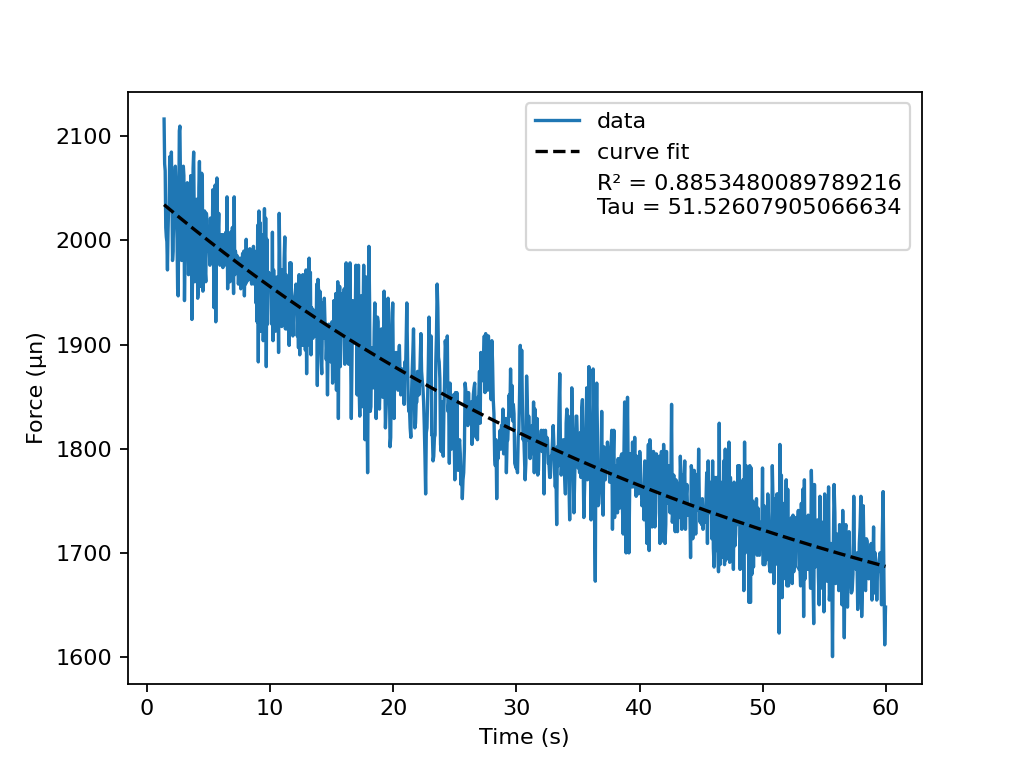 data
curve fit
R² = 0.8853480089789216
Tau = 51.52607905066634
2100
2000
1900
1800
1700
1600
Force (μn)
0 10 20 30 40 50 60
Time (s)